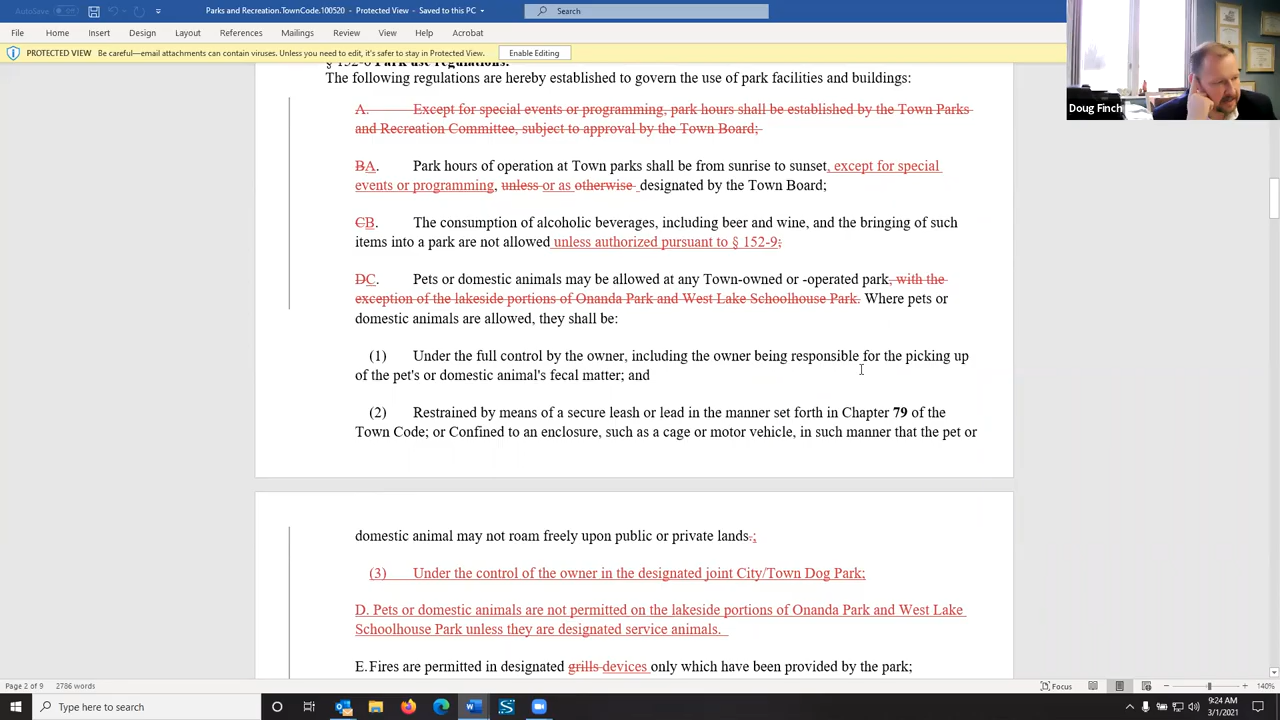 AutoSave
Off
Parks and Recreation.TownCode.100520 - Protected View - Saved to this PC
Search
File Home Insert Design Layout References Mailings Review View Help Acrobat
PROTECTED VIEW Be careful—email attachments can contain viruses. Unless you need to edit, it's safer to stay in Protected View. Enable Editing
Doug Finch
§ 152-6 Park use regulations.
The following regulations are hereby established to govern the use of park facilities and buildings:
A. Except for special events or programming, park hours shall be established by the Town Parks
and Recreation Committee, subject to approval by the Town Board;
BA. Park hours of operation at Town parks shall be from sunrise to sunset, except for special
events or programming, unless or as otherwise designated by the Town Board;
CB. The consumption of alcoholic beverages, including beer and wine, and the bringing of such
items into a park are not allowed unless authorized pursuant to § 152-9;
DC. Pets or domestic animals may be allowed at any Town-owned or -operated park, with the
exception of the lakeside portions of Onanda Park and West Lake Schoolhouse Park. Where pets or
domestic animals are allowed, they shall be:
(1) Under the full control by the owner, including the owner being responsible for the picking up
of the pet's or domestic animal's fecal matter; and
(2) Restrained by means of a secure leash or lead in the manner set forth in Chapter 79 of the
Town Code; or Confined to an enclosure, such as a cage or motor vehicle, in such manner that the pet or
domestic animal may not roam freely upon public or private lands.;
(3) Under the control of the owner in the designated joint City/Town Dog Park;
D. Pets or domestic animals are not permitted on the lakeside portions of Onanda Park and West Lake
Schoolhouse Park unless they are designated service animals.
E. Fires are permitted in designated grills devices only which have been provided by the park;
Page 2 of 9 2786 words
Focus
140%
Type here to search
9:24 AM
3/1/2021